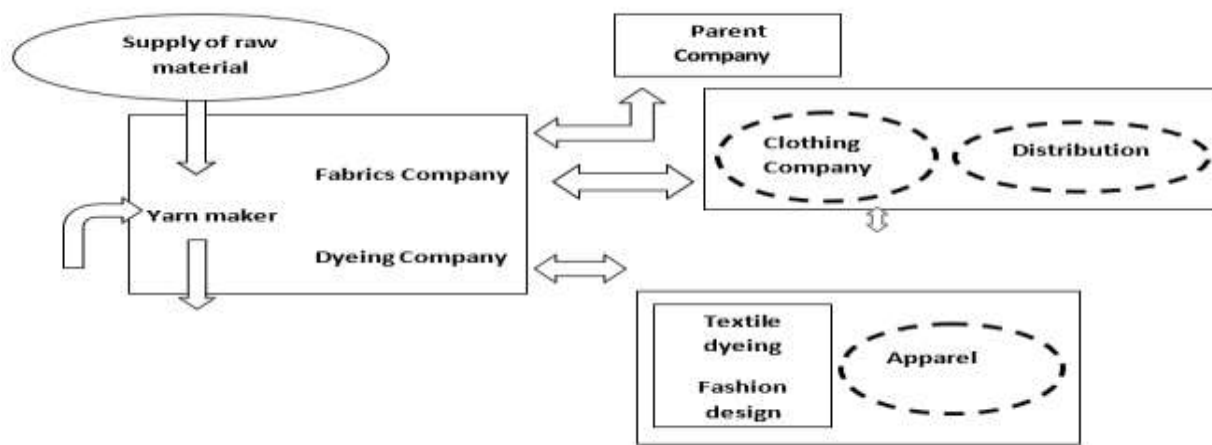 Supply of raw
material
Parent
Company
Clothing
Company
Distribution
Fabrics Company
Yarn maker
Dyeing Company
Textile
dyeing
Fashion
design
Apparel